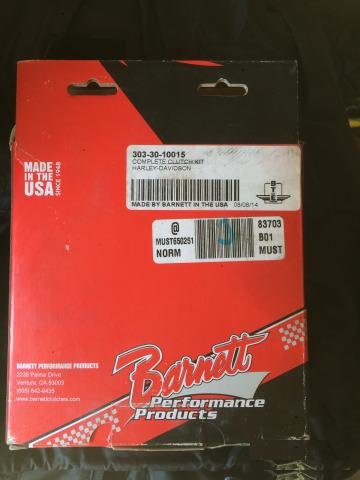 303-30-10015
COMPLETE CLUTCH KIT
HARLEY-DAVIDSON
MADE BY BARNETT IN THE USA 08/08/14
MADE
IN THE
USA SINCE 1948
@ 83703
MUST650251 B01
NORM MUST
BARNETT PERFORMANCE PRODUCTS
2238 Palma Drive
Ventura, CA 93003
(805) 642-9435
www.barnettclutches.com
Barnett
Performance
Products